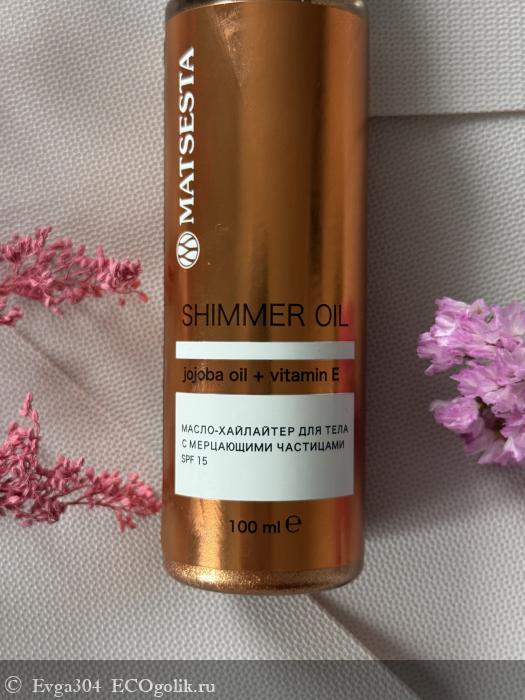 MATSESTA
SHIMMER OIL
jojoba oil + vitamin E
МАСЛО-ХАЙЛАЙТЕР ДЛЯ ТЕЛА
С МЕРЦАЮЩИМИ ЧАСТИЦАМИ
SPF 15
100 ml ℮
© Evga304 ECOgolik.ru